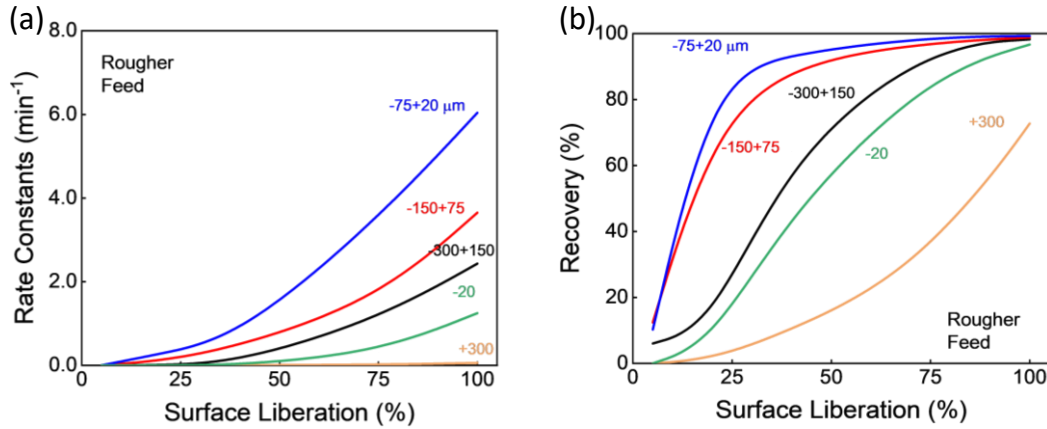 (a)
8.0
6.0
4.0
2.0
0.0
Rate Constants (min⁻¹)
Rougher
Feed
-75+20 μm
-150+75
-300+150
-20
+300
0
25
50
75
100
Surface Liberation (%)
(b)
100
80
60
40
20
0
Recovery (%)
-75+20 μm
-300+150
-150+75
-20
+300
Rougher
Feed
0
25
50
75
100
Surface Liberation (%)